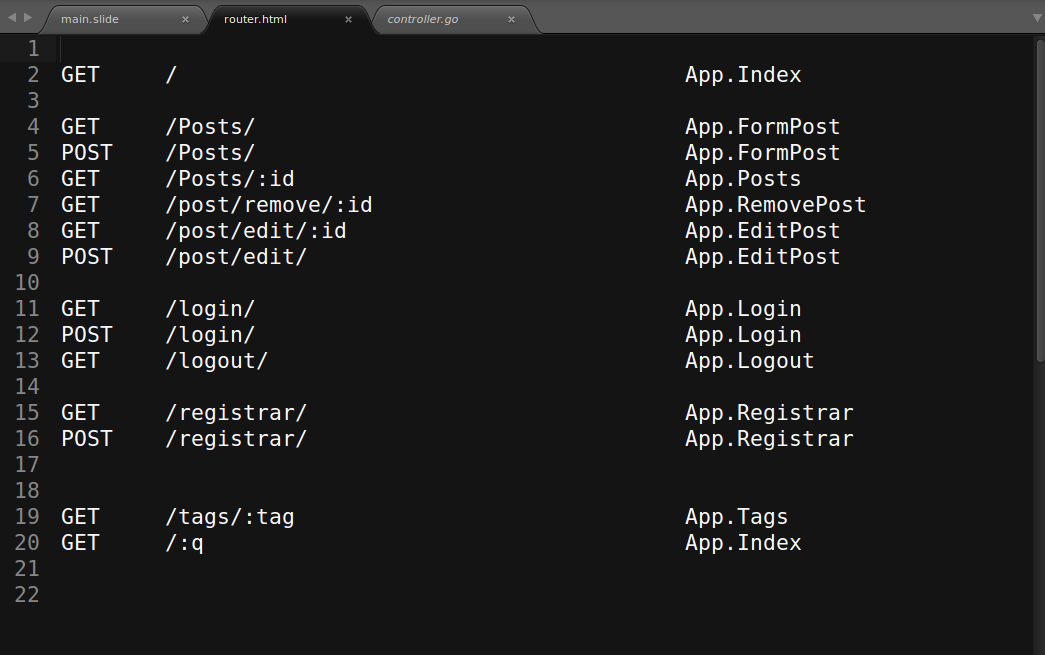 main.slide × router.html × controller.go ×
1
2 GET / App.Index
3
4 GET /Posts/ App.FormPost
5 POST /Posts/ App.FormPost
6 GET /Posts/:id App.Posts
7 GET /post/remove/:id App.RemovePost
8 GET /post/edit/:id App.EditPost
9 POST /post/edit/ App.EditPost
10
11 GET /login/ App.Login
12 POST /login/ App.Login
13 GET /logout/ App.Logout
14
15 GET /registrar/ App.Registrar
16 POST /registrar/ App.Registrar
17
18
19 GET /tags/:tag App.Tags
20 GET /:q App.Index
21
22